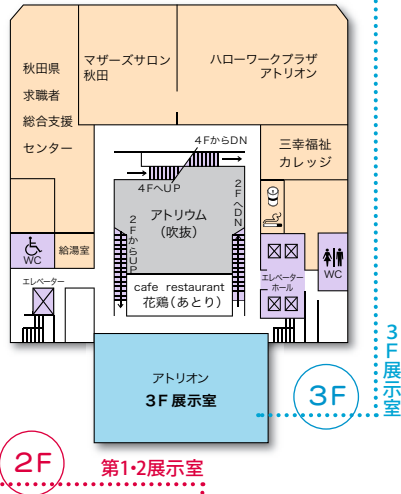 秋田県
求職者
総合支援
センター
マザーズサロン
秋田
ハローワークプラザ
アトリオン
4FからDN
4FへUP
三幸福祉
カレッジ
アトリウム
(吹抜)
2FからUP
2FへDN
WC
給湯室
エレベーター
cafe restaurant
花鶏(あとり)
エレベーター
ホール
WC
アトリオン
3F展示室
3F
3F展示室
2F
第1・2展示室